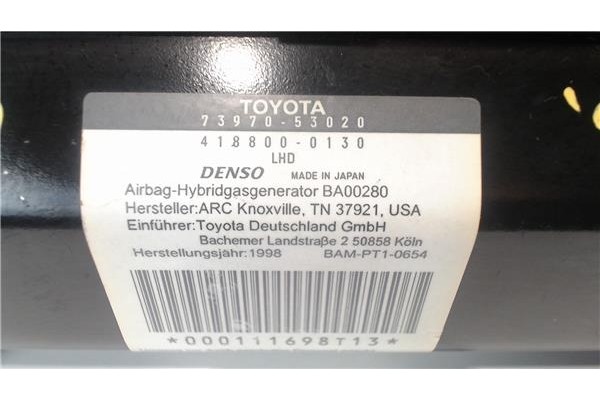 TOYOTA
73970-53020
418800-0130
LHD
DENSO MADE IN JAPAN
Airbag-Hybridgasgenerator BA00280
Hersteller:ARC Knoxville, TN 37921, USA
Einführer:Toyota Deutschland GmbH
Bachemer Landstraße 2 50858 Köln
Herstellungsjahr:1998 BAM-PT1-0654
*000111698T13*